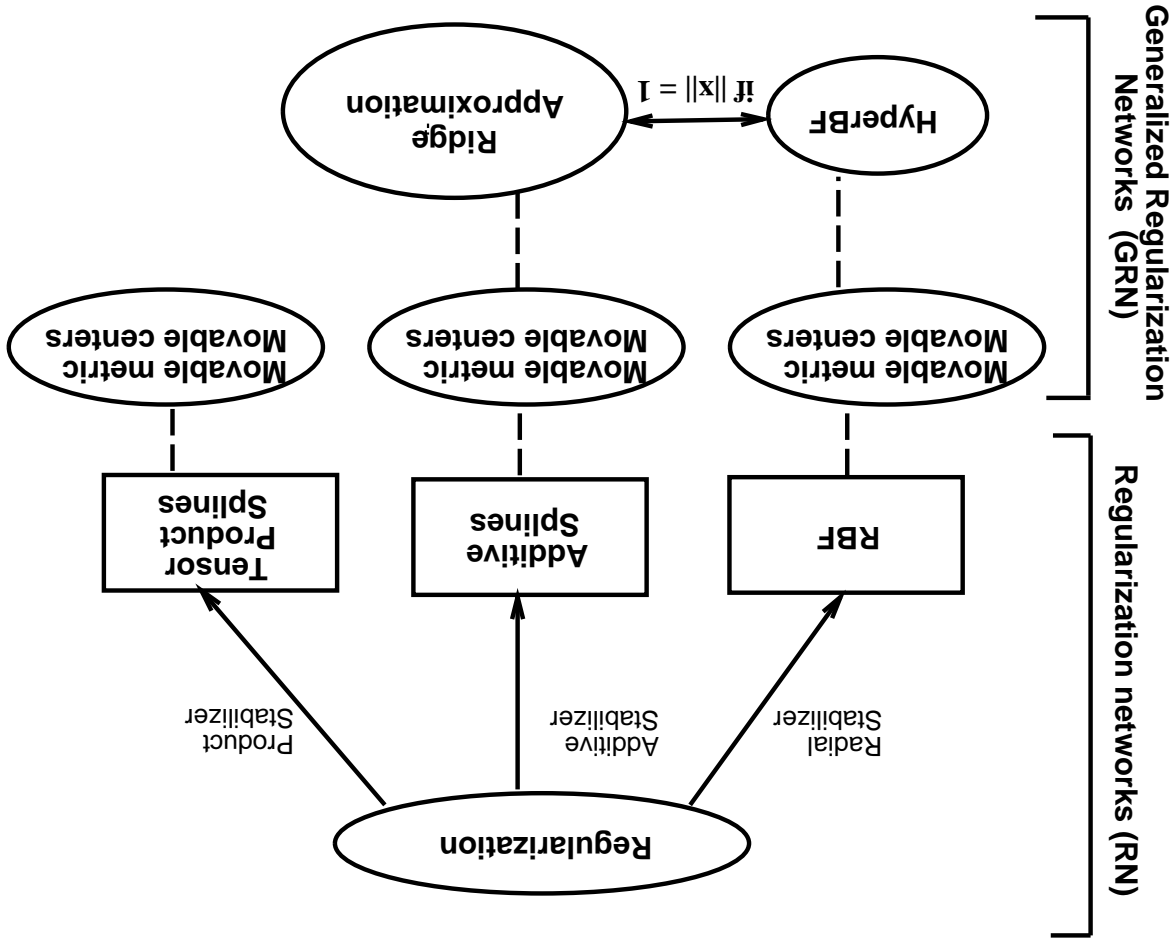 Regularization networks (RN)
Generalized Regularization
Networks (GRN)
Regularization
Radial
Stabilizer
Additive
Stabilizer
Product
Stabilizer
RBF
Additive
Splines
Tensor
Product
Splines
Movable metric
Movable centers
Movable metric
Movable centers
Movable metric
Movable centers
HyperBF
if ||x|| = 1
Ridge
Approximation